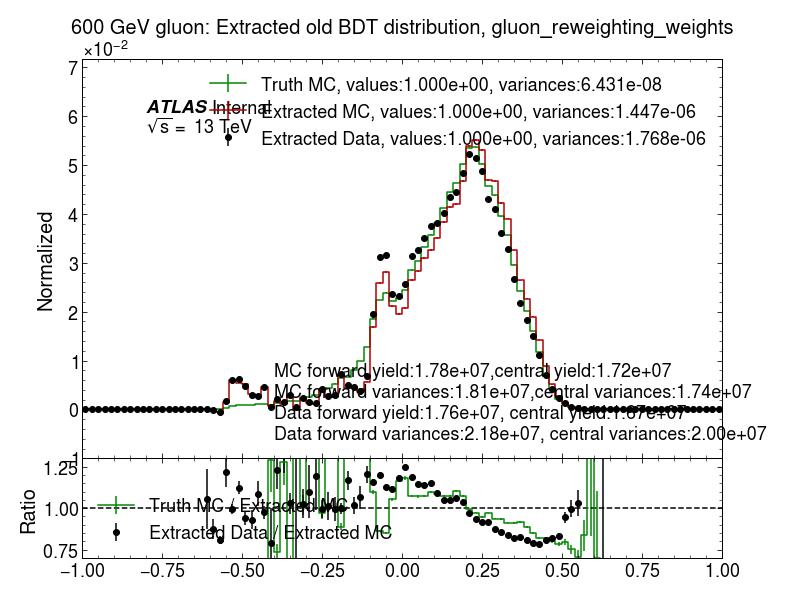 600 GeV gluon: Extracted old BDT distribution, gluon_reweighting_weights
×10⁻²
Truth MC, values:1.000e+00, variances:6.431e-08
ATLAS Internal
Extracted MC, values:1.000e+00, variances:1.447e-06
√s = 13 TeV
Extracted Data, values:1.000e+00, variances:1.768e-06
7
6
5
4
3
2
1
0
Normalized
MC forward yield:1.78e+07,central yield:1.72e+07
MC forward variances:1.81e+07,central variances:1.74e+07
Data forward yield:1.76e+07, central yield:1.67e+07
Data forward variances:2.18e+07, central variances:2.00e+07
1.25
1.00
0.75
Ratio
Truth MC / Extracted MC
Extracted Data / Extracted MC
−1.00 −0.75 −0.50 −0.25 0.00 0.25 0.50 0.75 1.00